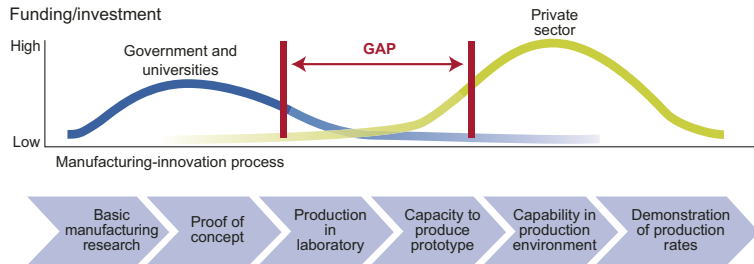 Funding/investment
Private
sector
High
Government and
universities
GAP
Low
Manufacturing-innovation process
Basic
manufacturing
research
Proof of
concept
Production
in
laboratory
Capacity to
produce
prototype
Capability in
production
environment
Demonstration
of production
rates